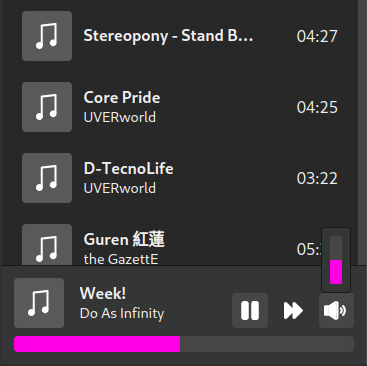 Stereopony - Stand B... 04:27
Core Pride
UVERworld
04:25
D-TecnoLife
UVERworld
03:22
Guren 紅蓮
the GazettE
05:
Week!
Do As Infinity